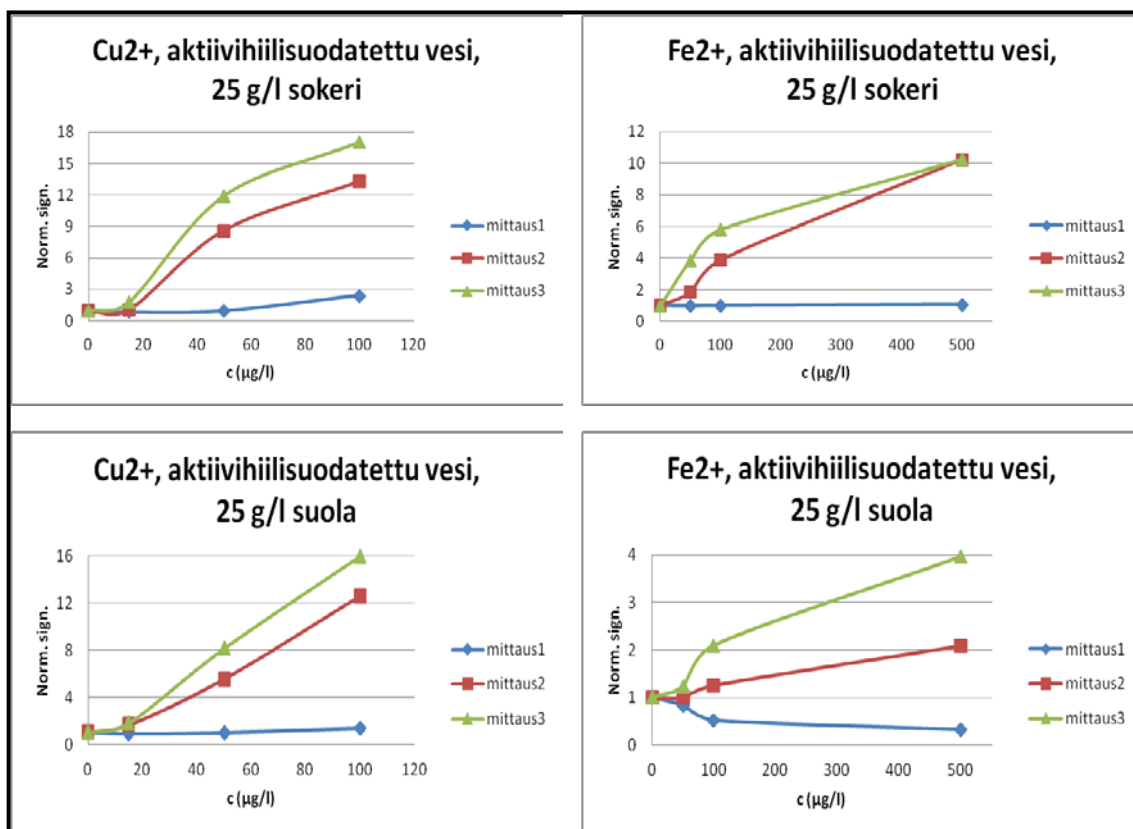 Cu2+, aktiivihiilisuodatettu vesi,
25 g/l sokeri
18
15
12
9
6
3
0
Norm. sign.
0 20 40 60 80 100 120
c (µg/l)
mittaus1
mittaus2
mittaus3
Fe2+, aktiivihiilisuodatettu vesi,
25 g/l sokeri
12
10
8
6
4
2
0
Norm. sign.
0 100 200 300 400 500
c (µg/l)
mittaus1
mittaus2
mittaus3
Cu2+, aktiivihiilisuodatettu vesi,
25 g/l suola
16
12
8
4
0
Norm. sign.
0 20 40 60 80 100 120
c (µg/l)
mittaus1
mittaus2
mittaus3
Fe2+, aktiivihiilisuodatettu vesi,
25 g/l suola
4
3
2
1
0
Norm. sign.
0 100 200 300 400 500
c (µg/l)
mittaus1
mittaus2
mittaus3